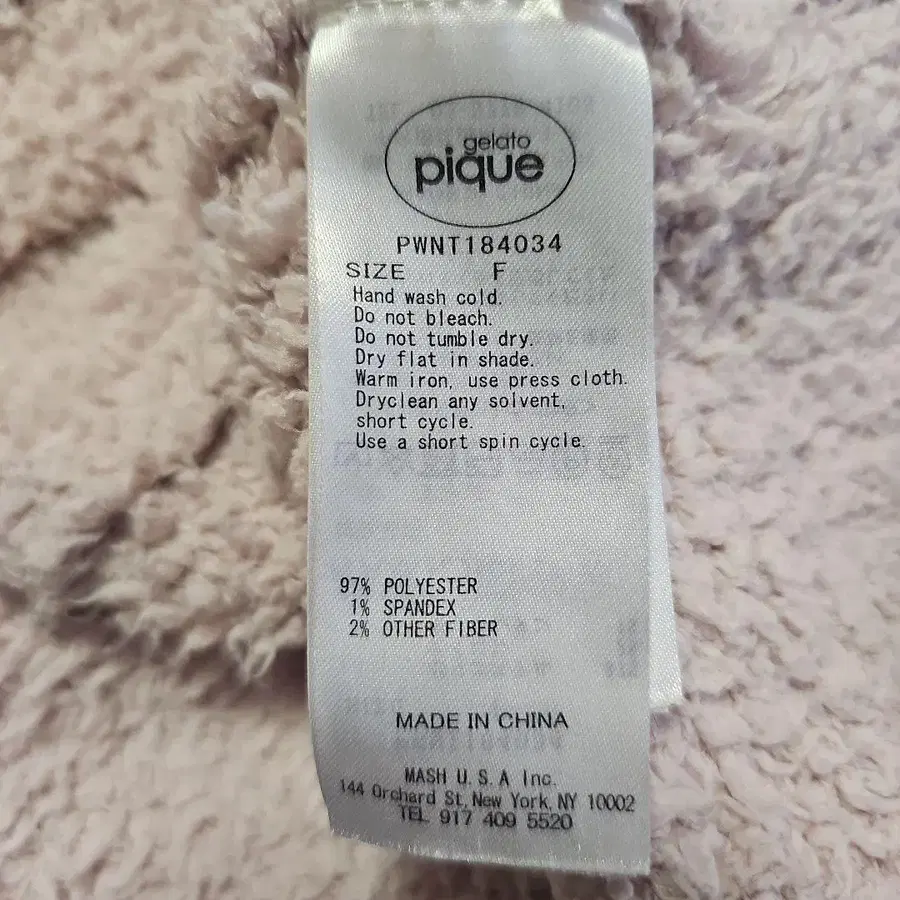 gelato
pique
PWNT184034
SIZE F
Hand wash cold.
Do not bleach.
Do not tumble dry.
Dry flat in shade.
Warm iron, use press cloth.
Dryclean any solvent,
short cycle.
Use a short spin cycle.
97% POLYESTER
1% SPANDEX
2% OTHER FIBER
MADE IN CHINA
MASH U.S.A Inc.
144 Orchard St, New York, NY 10002
TEL 917 409 5520